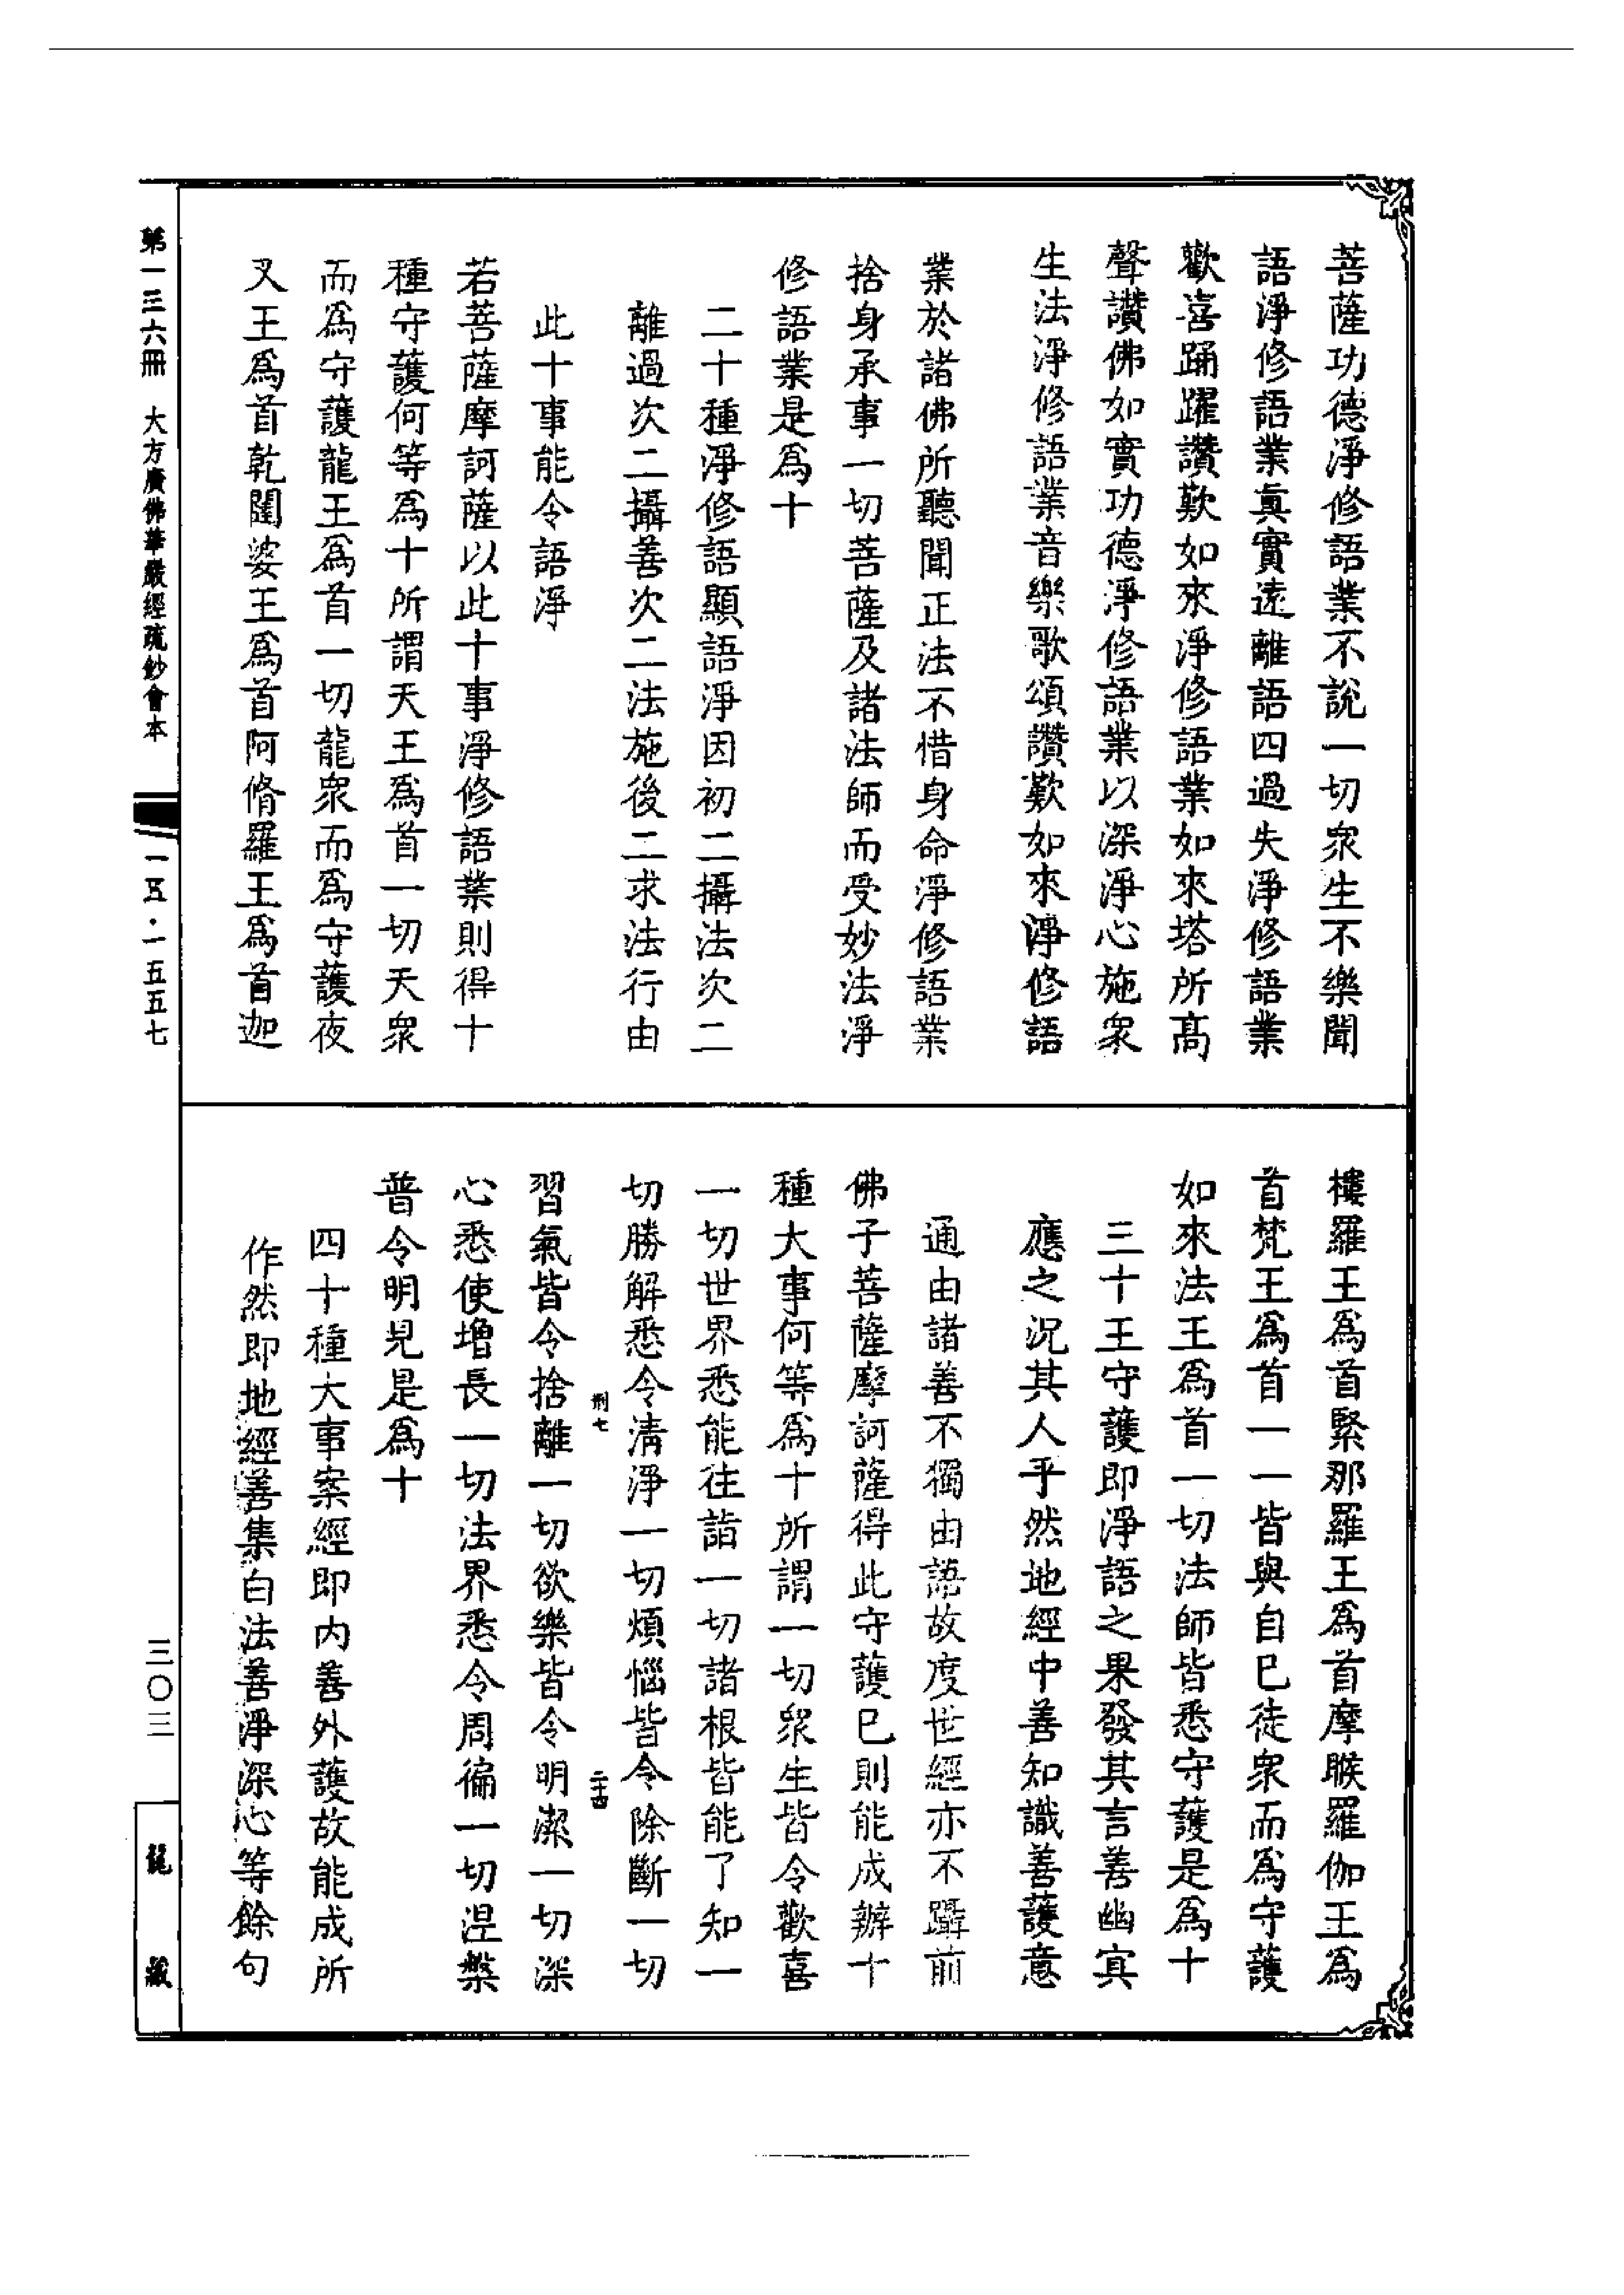 菩薩功德淨修語業不說一切衆生不樂聞
語淨修語業眞實遠離語四過失淨修語業
歡喜踊躍讚歎如來淨修語業如來塔所高
聲讚佛如實功德淨修語業以深淨心施衆
生法淨修語業音樂歌頌讚歎如來淨修語
業於諸佛所聽聞正法不惜身命淨修語業
捨身承事一切菩薩及諸法師而受妙法淨
修語業是爲十
二十種淨修語顯語淨因初二攝法次二
離過次二攝善次二法施後二求法行由
此十事能令語淨
若菩薩摩訶薩以此十事淨修語業則得十
種守護何等爲十所謂天王爲首一切天衆
而爲守護龍王爲首一切龍衆而爲守護夜
叉王爲首乾闥婆王爲首阿脩羅王爲首迦
樓羅王爲首緊那羅王爲首摩睺羅伽王爲
首梵王爲首一一皆與自巳徒衆而爲守護
如來法王爲首一切法師皆悉守護是爲十
三十王守護即淨語之果發其言善幽㝠
應之況其人乎然地經中善知識善護意
通由諸善不獨由語故度世經亦不躡前
佛子菩薩摩訶薩得此守護巳則能成辦十
種大事何等爲十所謂一切衆生皆令歡喜
一切世界悉能往詣一切諸根皆能了知一
切勝解悉令清淨一切煩惱皆令除斷一切
刑七
二十四
習氣皆令捨離一切欲樂皆令明潔一切深
心悉使增長一切法界悉令周徧一切涅槃
普令明見是爲十
四十種大事案經即内善外護故能成所
作然即地經善集白法善淨深心等餘句
第一三六冊 大方廣佛華嚴經疏鈔會本
一五·一五五七
三〇三
龍藏